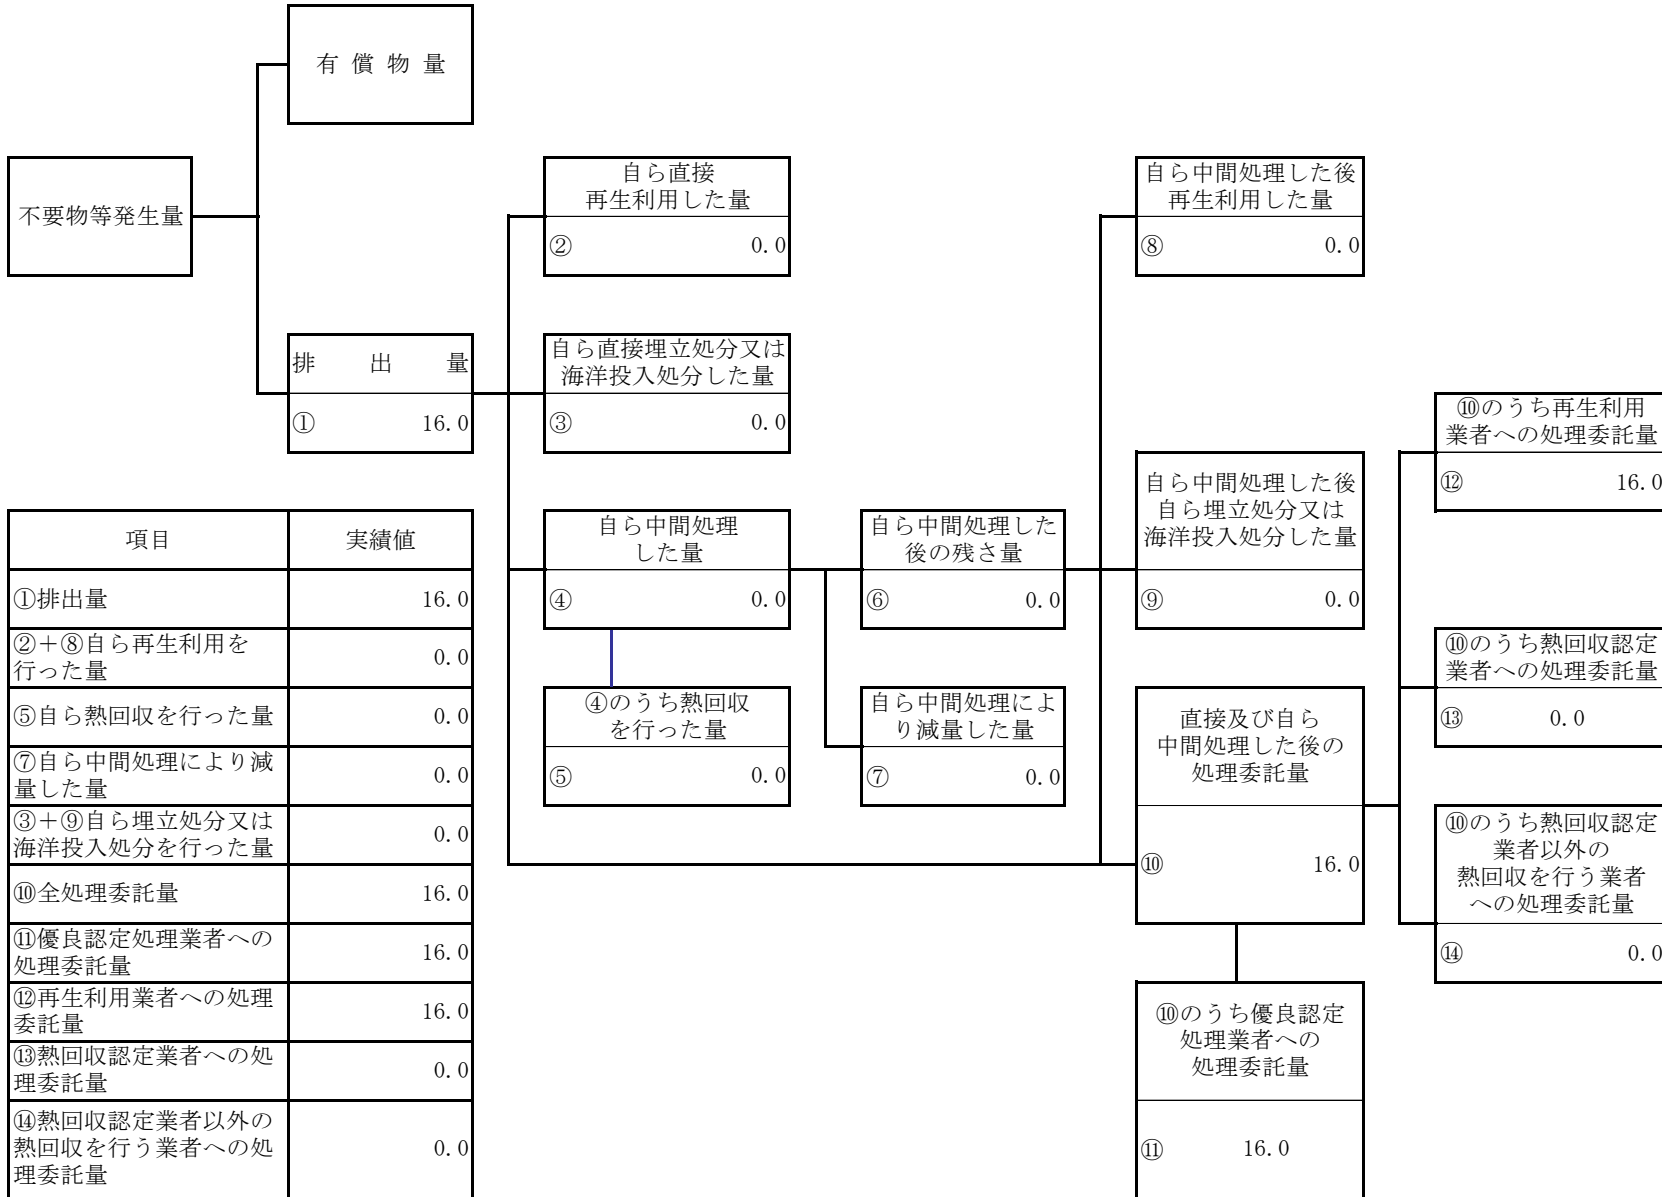 有償物量
不要物等発生量
自ら直接
再生利用した量
② 0.0
自ら中間処理した後
再生利用した量
⑧ 0.0
排出量
① 16.0
自ら直接埋立処分又は
海洋投入処分した量
③ 0.0
⑩のうち再生利用
業者への処理委託量
⑫ 16.0
自ら中間処理
した量
④ 0.0
自ら中間処理した
後の残さ量
⑥ 0.0
自ら中間処理した後
自ら埋立処分又は
海洋投入処分した量
⑨ 0.0
④のうち熱回収
を行った量
⑤ 0.0
自ら中間処理によ
り減量した量
⑦ 0.0
直接及び自ら
中間処理した後の
処理委託量
⑩ 16.0
⑩のうち熱回収認定
業者への処理委託量
⑬ 0.0
⑩のうち熱回収認定
業者以外の
熱回収を行う業者
への処理委託量
⑭ 0.0
⑩のうち優良認定
処理業者への
処理委託量
⑪ 16.0
項目 実績値
①排出量 16.0
②+⑧自ら再生利用を
行った量 0.0
⑤自ら熱回収を行った量 0.0
⑦自ら中間処理により減
量した量 0.0
③+⑨自ら埋立処分又は
海洋投入処分を行った量 0.0
⑩全処理委託量 16.0
⑪優良認定処理業者への
処理委託量 16.0
⑫再生利用業者への処理
委託量 16.0
⑬熱回収認定業者への処
理委託量 0.0
⑭熱回収認定業者以外の
熱回収を行う業者への処
理委託量 0.0